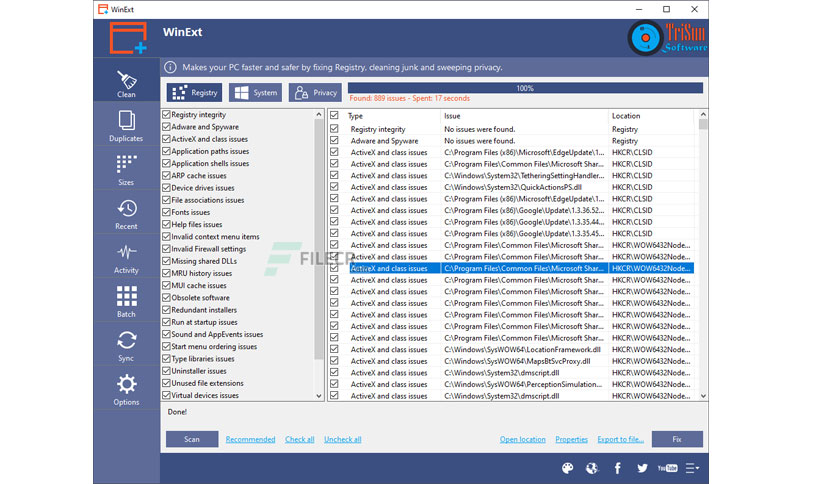 WinExt
WinExt
TriSun
Software
Makes your PC faster and safer by fixing Registry, cleaning junk and sweeping privacy.
Clean
Duplicates
Sizes
Recent
Activity
Batch
Sync
Options
Registry
System
Privacy
100%
Found: 889 issues - Spent: 17 seconds
Registry integrity
Adware and Spyware
ActiveX and class issues
Application paths issues
Application shells issues
ARP cache issues
Device drives issues
File associations issues
Fonts issues
Help files issues
Invalid context menu items
Invalid Firewall settings
Missing shared DLLs
MRU history issues
MUI cache issues
Obsolete software
Redundant installers
Run at startup issues
Sound and AppEvents issues
Start menu ordering issues
Type libraries issues
Uninstaller issues
Unused file extensions
Virtual devices issues
Type Issue Location
Registry integrity No issues were found. Registry
Adware and Spyware No issues were found. Registry
ActiveX and class issues C:\Program Files (x86)\Microsoft\EdgeUpdate\1... HKCR\CLSID
ActiveX and class issues C:\Program Files\Common Files\Microsoft Shar... HKCR\CLSID
ActiveX and class issues C:\Windows\System32\TetheringSettingHandler... HKCR\CLSID
ActiveX and class issues C:\Windows\System32\QuickActionsPS.dll HKCR\CLSID
ActiveX and class issues C:\Program Files (x86)\Microsoft\EdgeUpdate\1... HKCR\CLSID
ActiveX and class issues C:\Program Files (x86)\Google\Update\1.3.36.52... HKCR\CLSID
ActiveX and class issues C:\Program Files (x86)\Google\Update\1.3.35.44... HKCR\CLSID
ActiveX and class issues C:\Program Files (x86)\Google\Update\1.3.35.45... HKCR\CLSID
ActiveX and class issues C:\Program Files\Common Files\Microsoft Shar... HKCR\WOW6432Node...
ActiveX and class issues C:\Program Files\Common Files\Microsoft Shar... HKCR\WOW6432Node...
ActiveX and class issues C:\Program Files\Common Files\Microsoft Shar... HKCR\WOW6432Node...
ActiveX and class issues C:\Program Files\Common Files\Microsoft Shar... HKCR\WOW6432Node...
ActiveX and class issues C:\Program Files\Common Files\Microsoft Shar... HKCR\WOW6432Node...
ActiveX and class issues C:\Program Files\Common Files\Microsoft Shar... HKCR\WOW6432Node...
ActiveX and class issues C:\Program Files\Common Files\Microsoft Shar... HKCR\WOW6432Node...
ActiveX and class issues C:\Program Files\Common Files\Microsoft Shar... HKCR\WOW6432Node...
ActiveX and class issues C:\Program Files\Common Files\Microsoft Shar... HKCR\WOW6432Node...
ActiveX and class issues C:\Windows\SysWOW64\LocationFramework.dll HKCR\WOW6432Node...
ActiveX and class issues C:\Windows\SysWOW64\MapsBtSvcProxy.dll HKCR\WOW6432Node...
ActiveX and class issues C:\Windows\System32\dmscript.dll HKCR\WOW6432Node...
ActiveX and class issues C:\Windows\SysWOW64\PerceptionSimulation... HKCR\WOW6432Node...
ActiveX and class issues C:\Windows\System32\dmscript.dll HKCR\WOW6432Node...
FILECR
Done!
Scan
Recommended
Check all
Uncheck all
Open location
Properties
Export to file...
Fix
YouTube